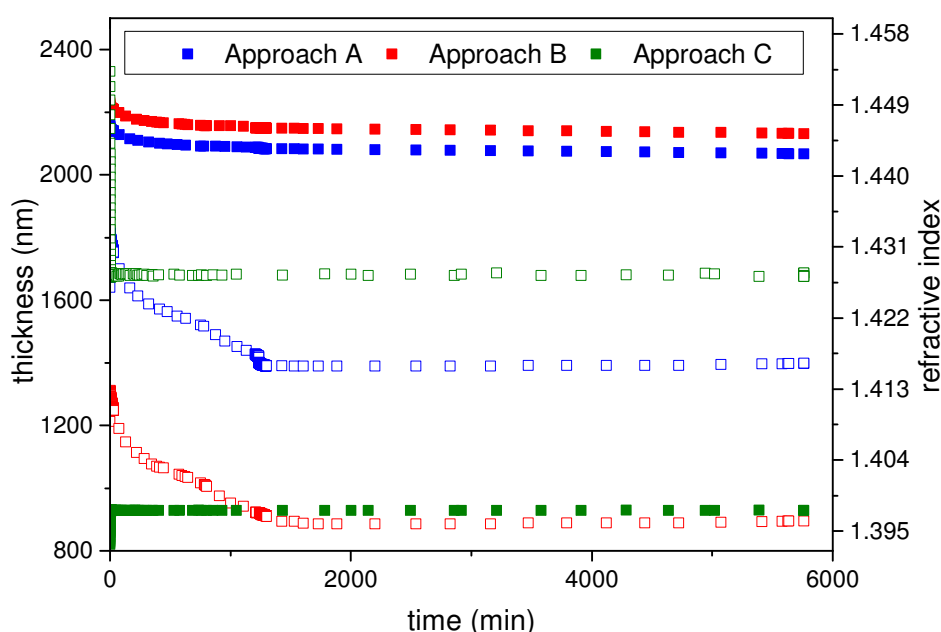 Approach A Approach B Approach C
thickness (nm)
2400
2000
1600
1200
800
0 2000 4000 6000
time (min)
1.458
1.449
1.440
1.431
1.422
1.413
1.404
1.395
refractive index